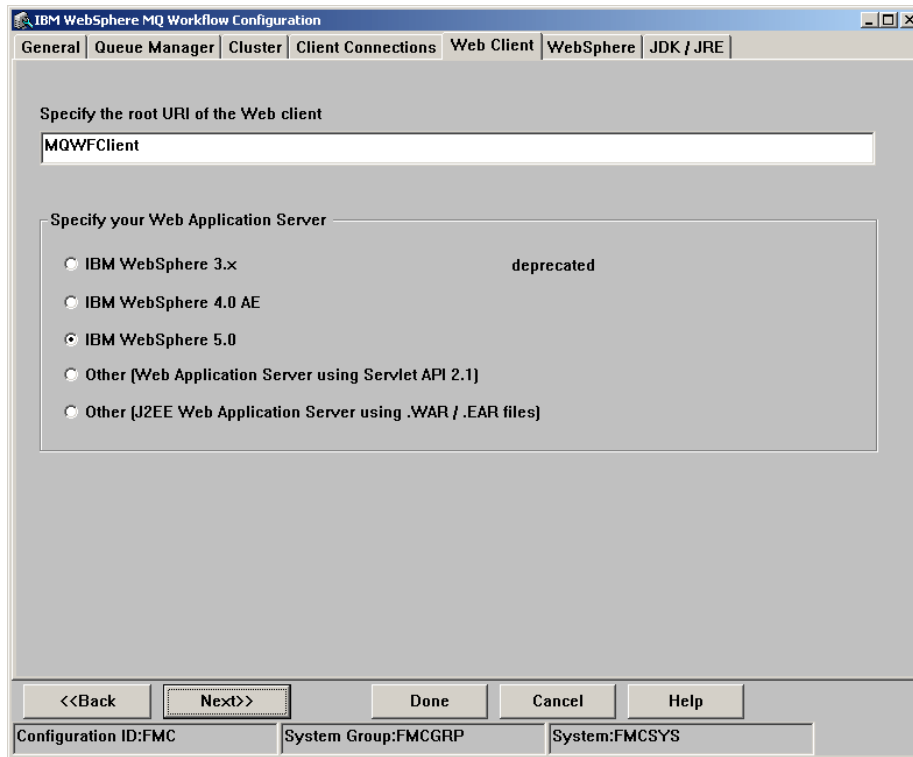 IBM WebSphere MQ Workflow Configuration
General Queue Manager Cluster Client Connections Web Client WebSphere JDK / JRE
Specify the root URI of the Web client
MQWFClient
Specify your Web Application Server
IBM WebSphere 3.x deprecated
IBM WebSphere 4.0 AE
IBM WebSphere 5.0
Other (Web Application Server using Servlet API 2.1)
Other (J2EE Web Application Server using .WAR / .EAR files)
<<Back Next>> Done Cancel Help
Configuration ID:FMC System Group:FMCGRP System:FMCSYS